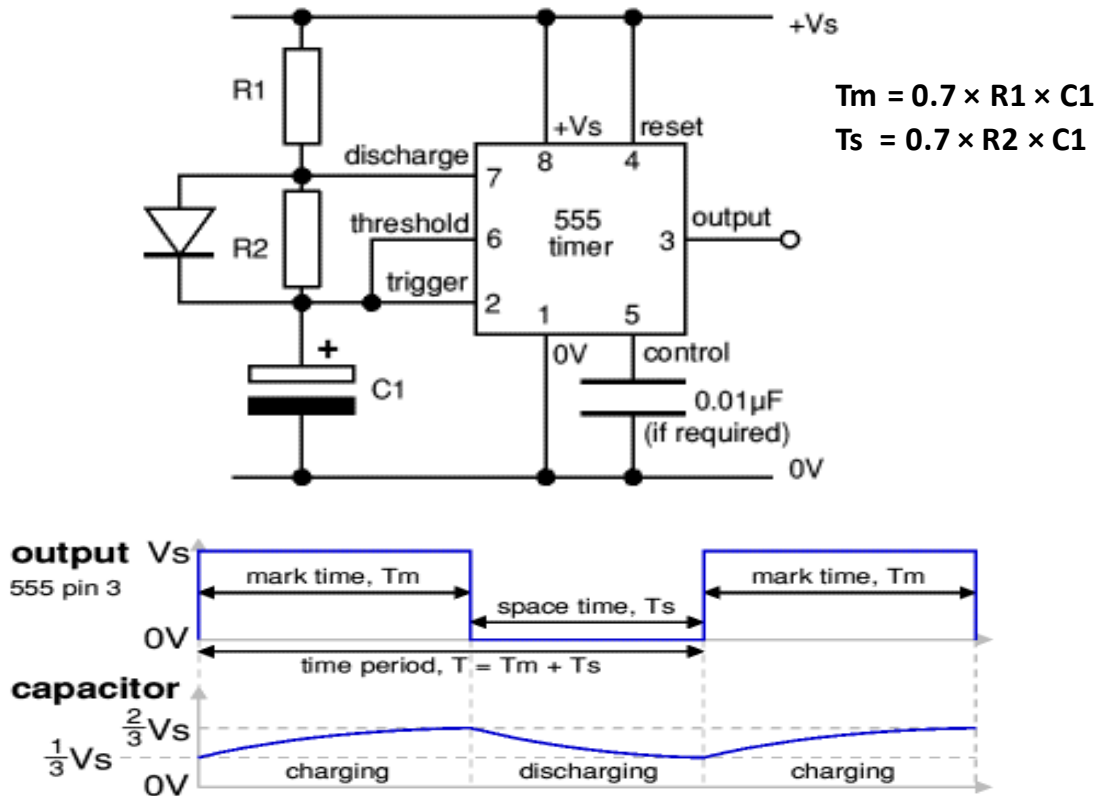 +Vs
R1
Tm = 0.7 × R1 × C1
+Vs reset
Ts = 0.7 × R2 × C1
discharge
7 8 4
threshold
555
output
R2
6
timer
3
trigger
2
1 5
+
0V control
C1
0.01µF
(if required)
0V
output Vs
555 pin 3
mark time, Tm
mark time, Tm
space time, Ts
0V
time period, T = Tm + Ts
capacitor
2/3Vs
1/3Vs
charging
discharging
charging
0V